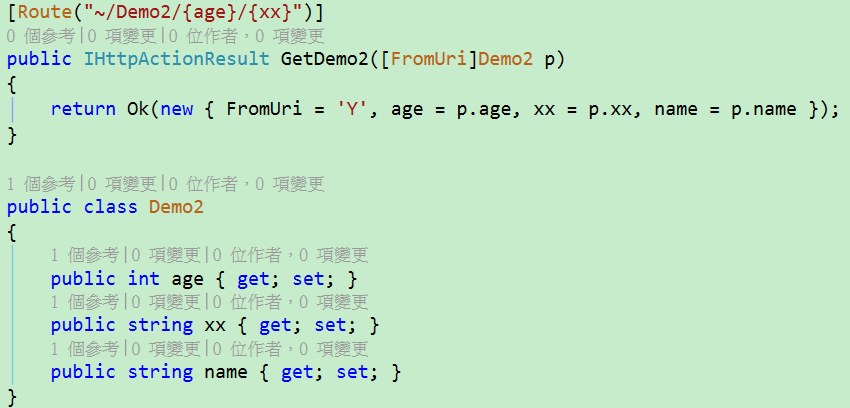 [Route("~/Demo2/{age}/{xx}")]
0 個參考|0 項變更|0 位作者，0 項變更
public IHttpActionResult GetDemo2([FromUri]Demo2 p)
{
    return Ok(new { FromUri = 'Y', age = p.age, xx = p.xx, name = p.name });
}
1 個參考|0 項變更|0 位作者，0 項變更
public class Demo2
{
    1 個參考|0 項變更|0 位作者，0 項變更
    public int age { get; set; }
    1 個參考|0 項變更|0 位作者，0 項變更
    public string xx { get; set; }
    1 個參考|0 項變更|0 位作者，0 項變更
    public string name { get; set; }
}